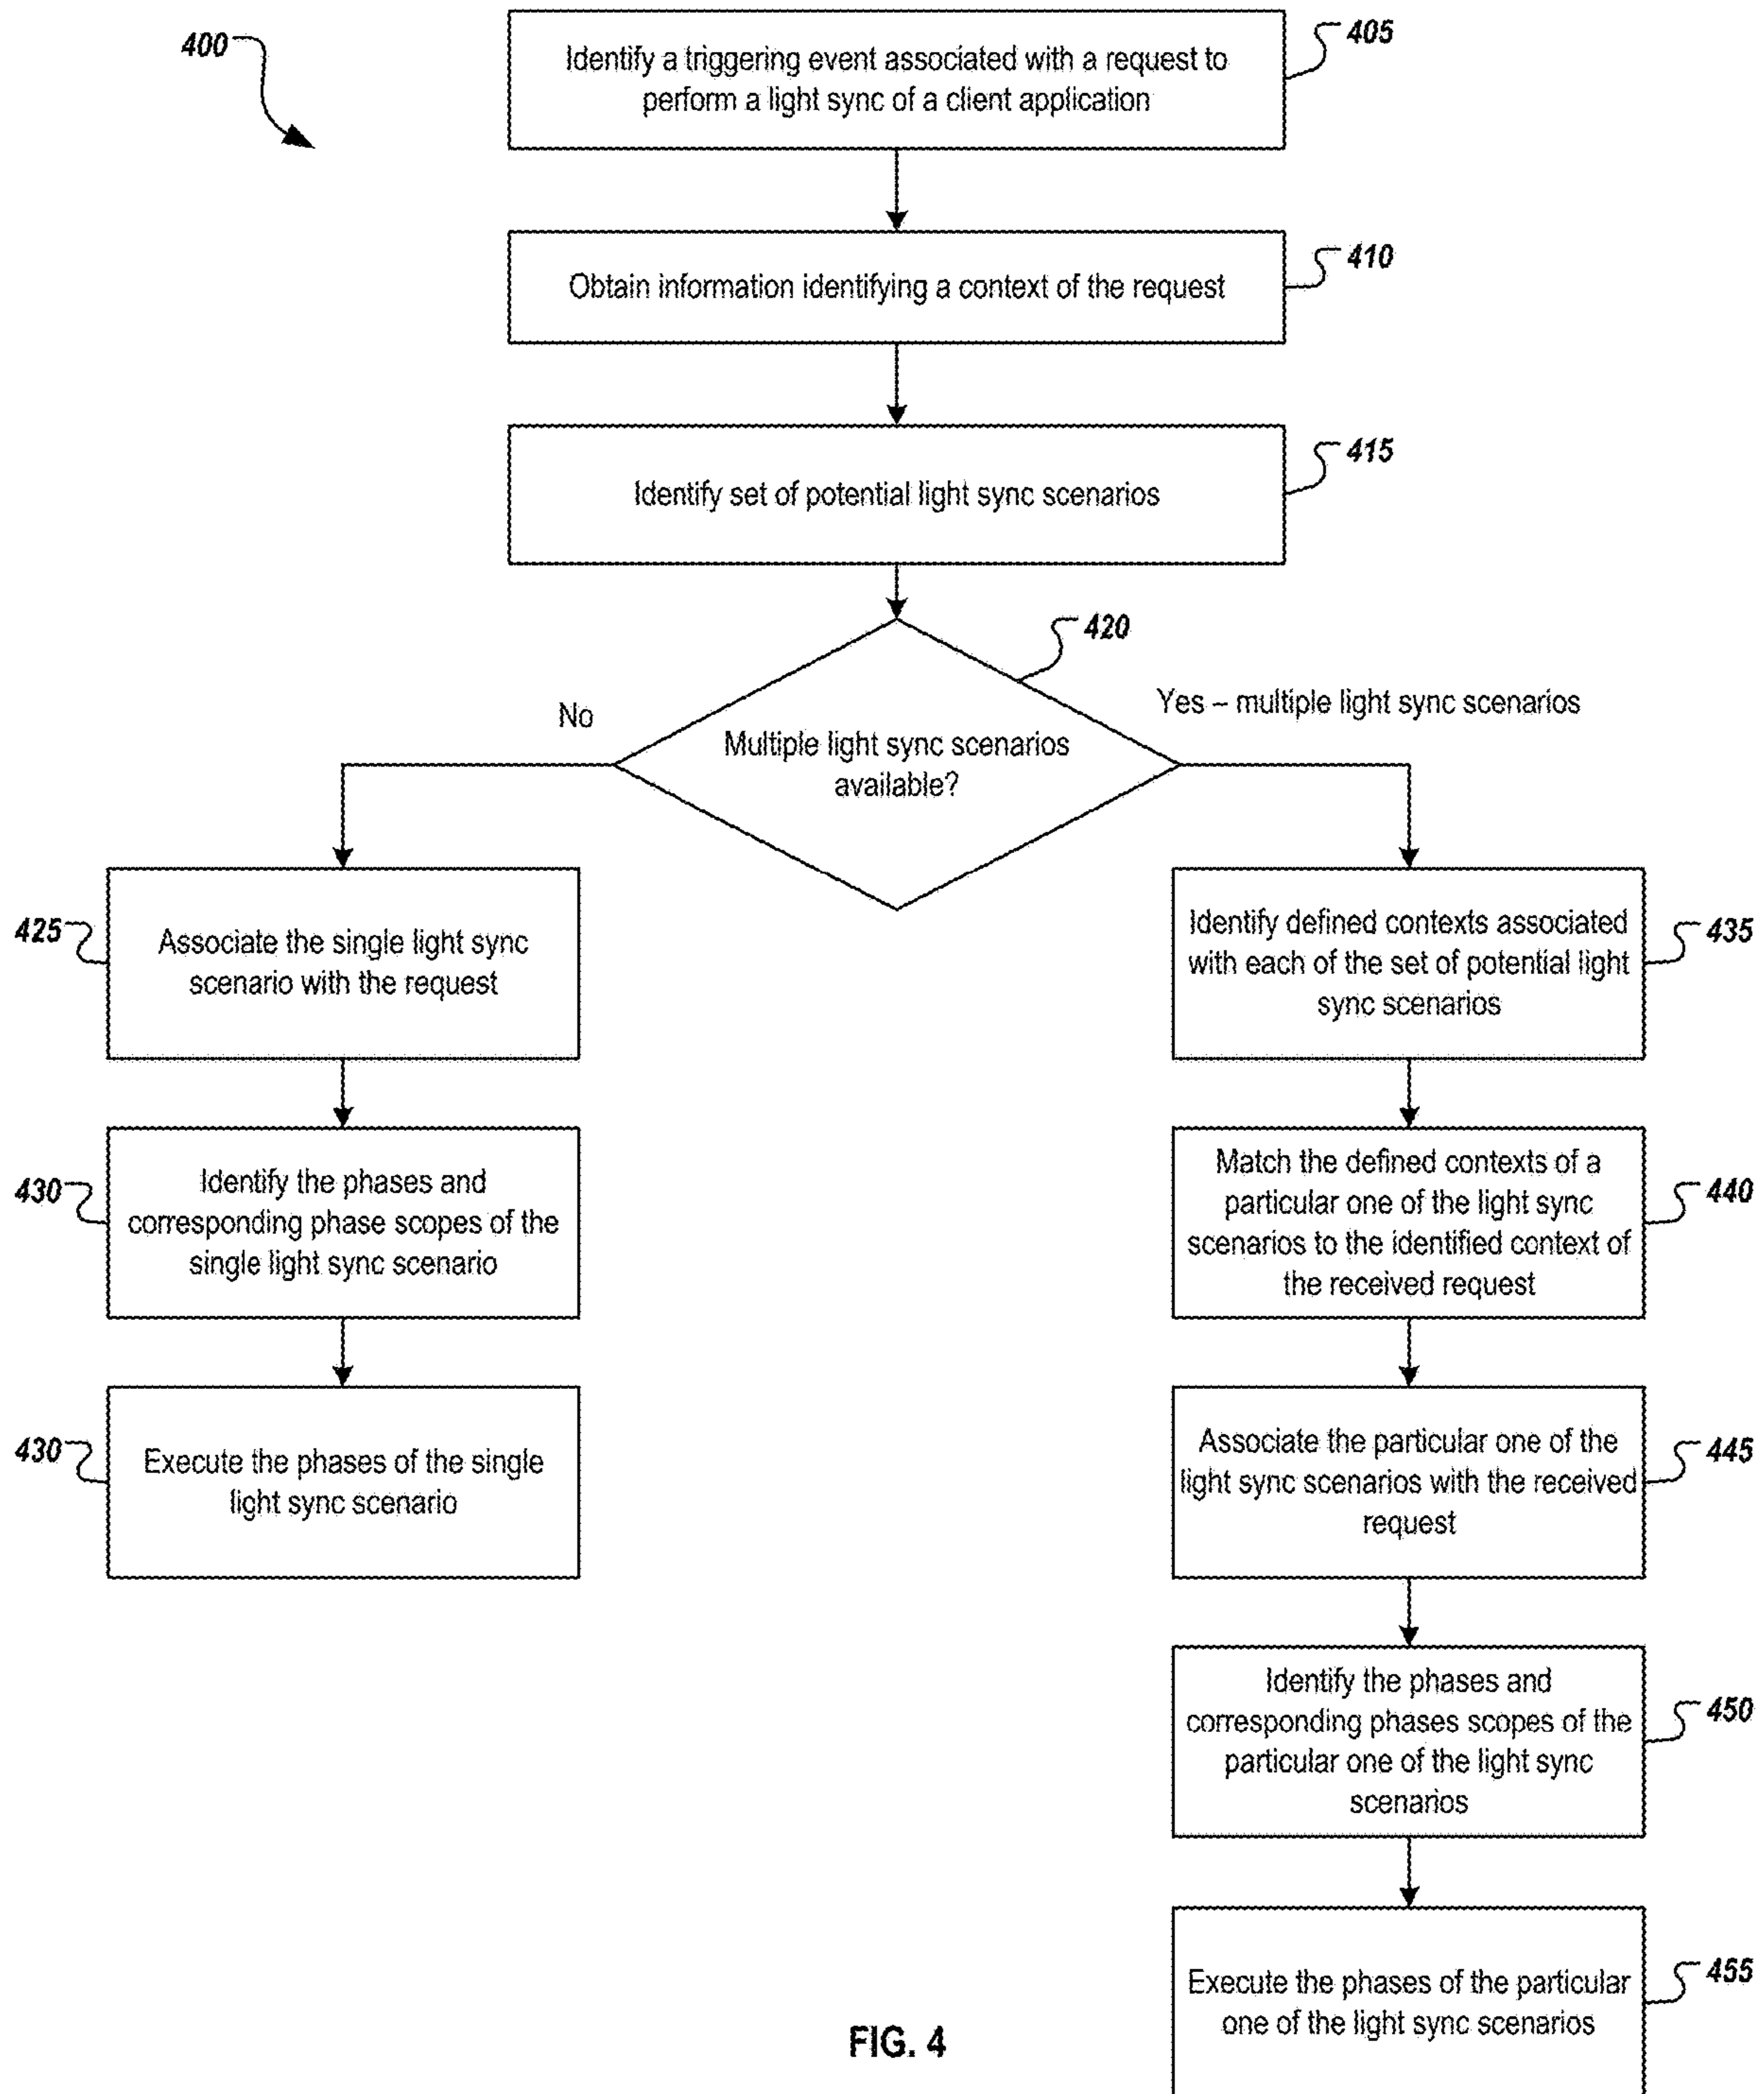 400
Identify a triggering event associated with a request to
perform a light sync of a client application
405
Obtain information identifying a context of the request
410
Identify set of potential light sync scenarios
415
Multiple light sync scenarios
available?
420
No
Yes – multiple light sync scenarios
425
Associate the single light sync
scenario with the request
430
Identify the phases and
corresponding phase scopes of the
single light sync scenario
430
Execute the phases of the single
light sync scenario
Identify defined contexts associated
with each of the set of potential light
sync scenarios
435
Match the defined contexts of a
particular one of the light sync
scenarios to the identified context of
the received request
440
Associate the particular one of the
light sync scenarios with the received
request
445
Identify the phases and
corresponding phases scopes of the
particular one of the light sync
scenarios
450
Execute the phases of the particular
one of the light sync scenarios
455
FIG. 4